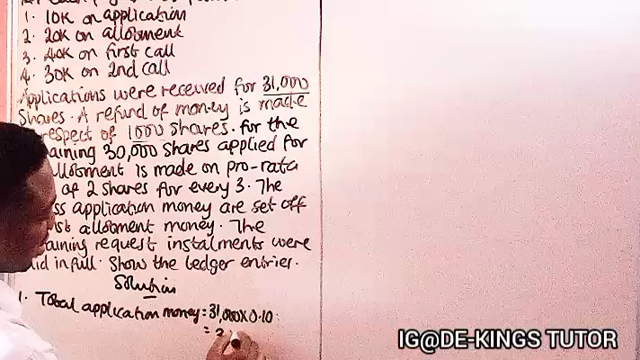 1. 10K on application
2. 20K on allotment
3. 40K on first call
4. 30K on 2nd call
Applications were received for 31,000
Shares. A refund of money is made
respect of 1000 shares. for the
aining 30,000 shares applied for
llotment is made on pro-rata
of 2 shares for every 3. The
ss application money are set off
st allotment money. The
aining request instalments were
id in full. Show the ledger entries.
Solution
1. Total application money = 31,000 X 0.10
=
IG@DE-KINGS TUTOR